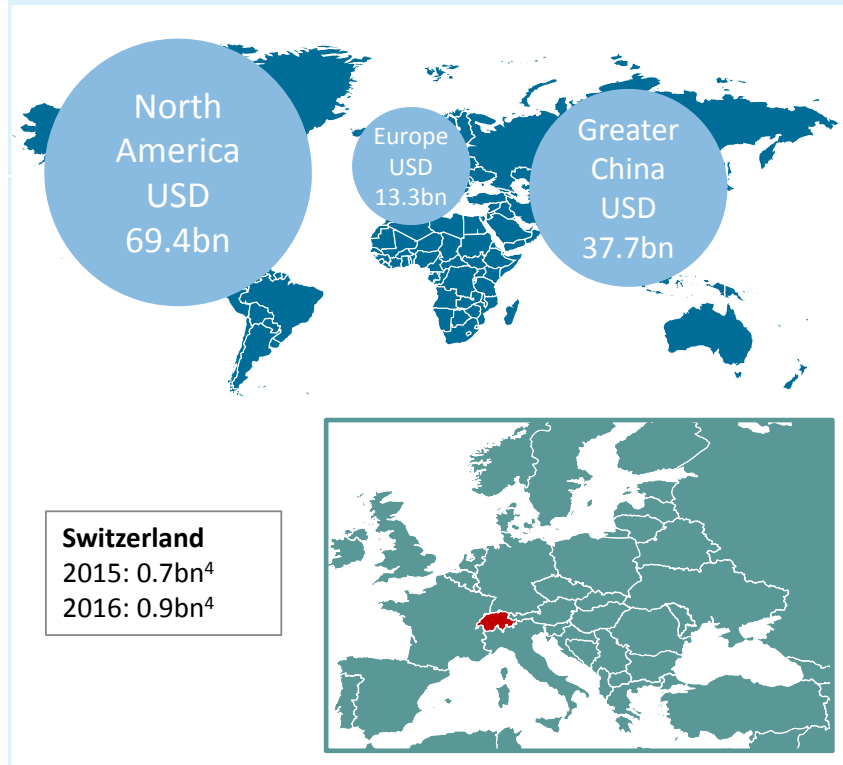 North
America
USD
69.4bn
Europe
USD
13.3bn
Greater
China
USD
37.7bn
Switzerland
2015: 0.7bn⁴
2016: 0.9bn⁴